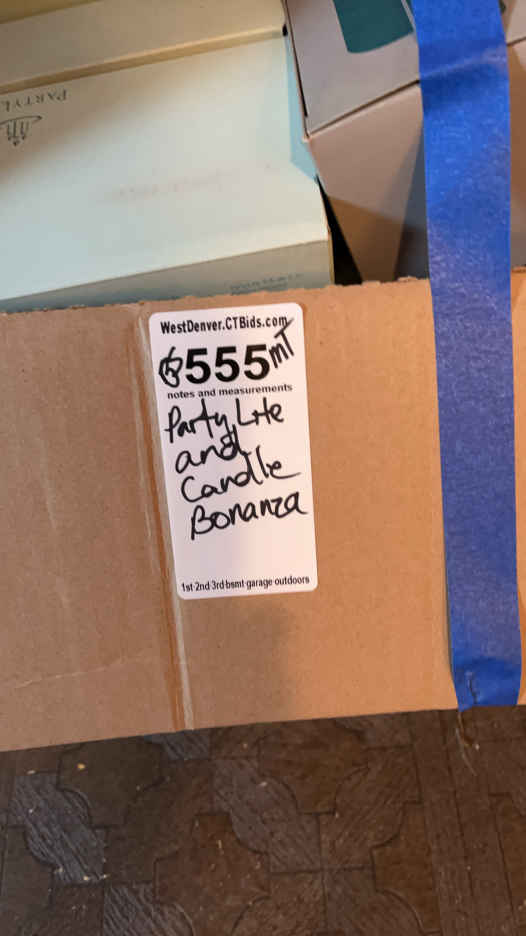 PARTYL
WestDenver.CTBids.com
555 MT
notes and measurements
Party Lite
and
Candle
Bonanza
1st·2nd·3rd·bsmt·garage·outdoors